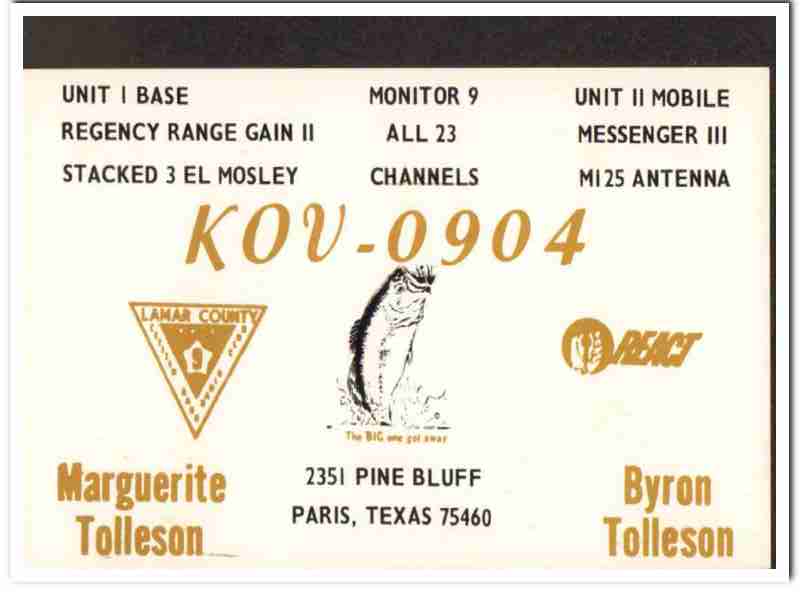 UNIT I BASE
MONITOR 9
UNIT II MOBILE
REGENCY RANGE GAIN II
ALL 23
MESSENGER III
STACKED 3 EL MOSLEY
CHANNELS
M125 ANTENNA
KOV-0904
LAMAR COUNTY
9
REACT
The BIG one got away
Marguerite
Tolleson
2351 PINE BLUFF
PARIS, TEXAS 75460
Byron
Tolleson